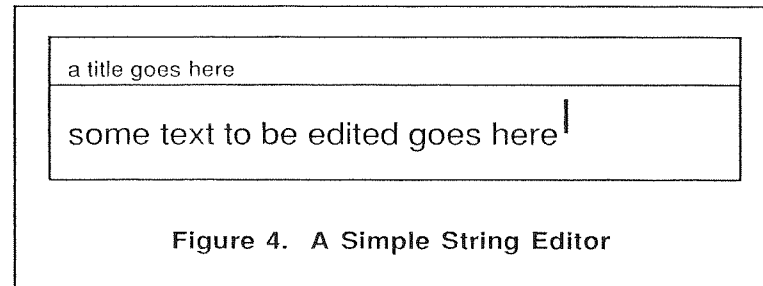 a title goes here
some text to be edited goes here
Figure 4. A Simple String Editor